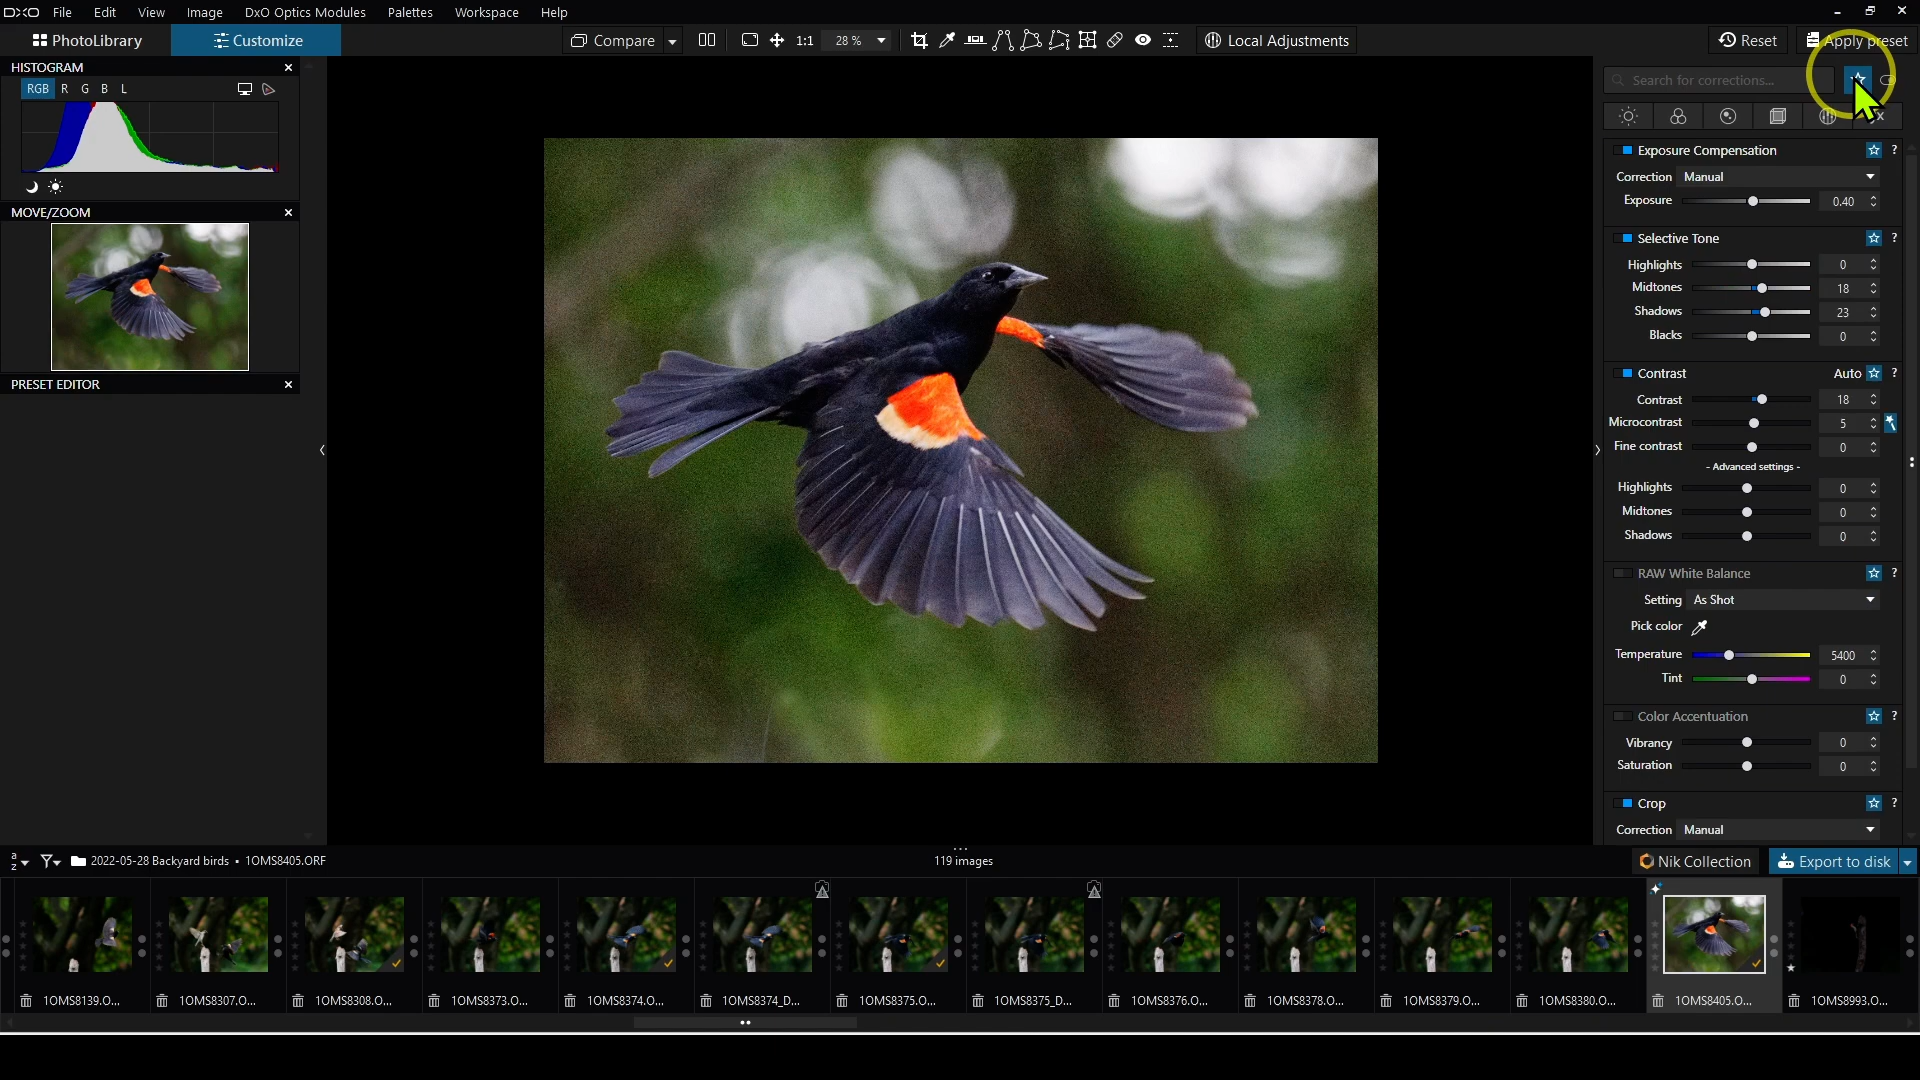 DXO File Edit View Image DxO Optics Modules Palettes Workspace Help
PhotoLibrary Customize Compare 1:1 28 % Local Adjustments Reset Apply preset
HISTOGRAM
RGB R G B L
MOVE/ZOOM
PRESET EDITOR
Search for corrections...
Exposure Compensation ?
Correction Manual
Exposure 0.40
Selective Tone ?
Highlights 0
Midtones 18
Shadows 23
Blacks 0
Contrast Auto ?
Contrast 18
Microcontrast 5
Fine contrast 0
- Advanced settings -
Highlights 0
Midtones 0
Shadows 0
RAW White Balance ?
Setting As Shot
Pick color
Temperature 5400
Tint 0
Color Accentuation ?
Vibrancy 0
Saturation 0
Crop ?
Correction Manual
2022-05-28 Backyard birds • 1OMS8405.ORF 119 images Nik Collection Export to disk
1OMS8139.O... 1OMS8307.O... 1OMS8308.O... 1OMS8373.O... 1OMS8374.O... 1OMS8374_D... 1OMS8375.O... 1OMS8375_D... 1OMS8376.O... 1OMS8378.O... 1OMS8379.O... 1OMS8380.O... 1OMS8405.O... 1OMS8993.O...